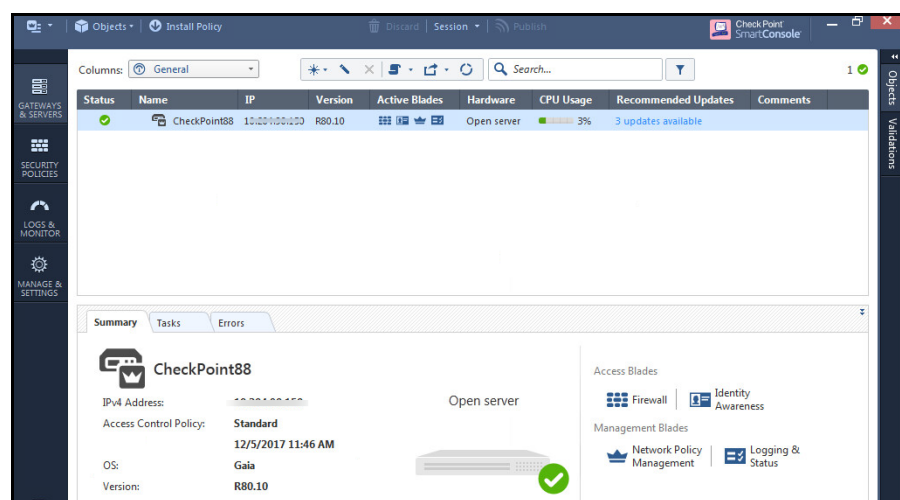 Objects Install Policy Discard Session Publish Check Point SmartConsole
Columns: General Search... 1
GATEWAYS & SERVERS
SECURITY POLICIES
LOGS & MONITOR
MANAGE & SETTINGS
Status Name IP Version Active Blades Hardware CPU Usage Recommended Updates Comments
CheckPoint88 R80.10 Open server 3% 3 updates available
Summary Tasks Errors
CheckPoint88
IPv4 Address:
Access Control Policy: Standard
12/5/2017 11:46 AM
OS: Gaia
Version: R80.10
Open server
Access Blades
Firewall Identity Awareness
Management Blades
Network Policy Management Logging & Status
Objects
Validations